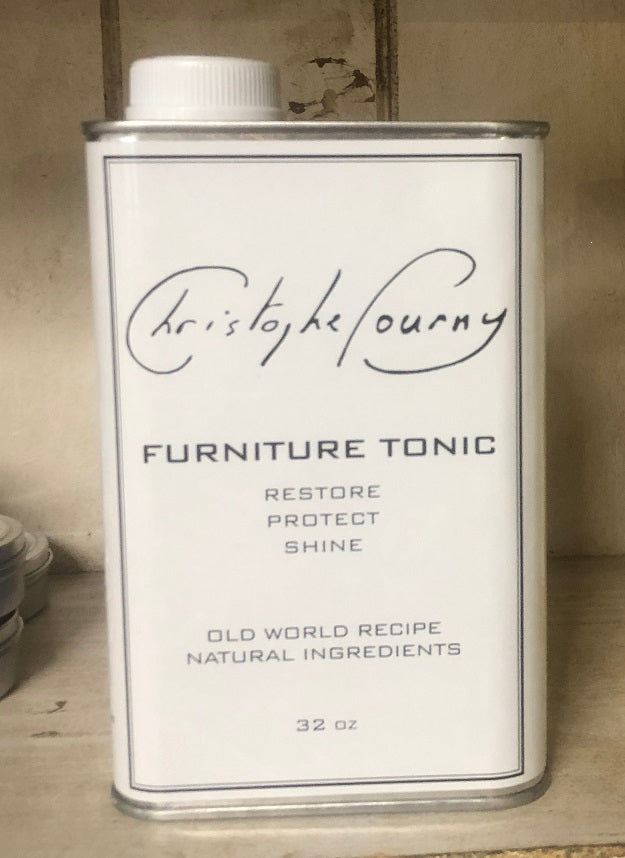 Christophe Pourny
FURNITURE TONIC
RESTORE
PROTECT
SHINE
OLD WORLD RECIPE
NATURAL INGREDIENTS
32 OZ